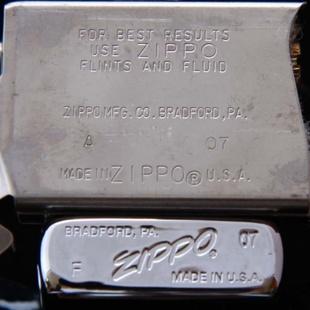 FOR BEST RESULTS
USE ZIPPO
FLINTS AND FLUID
ZIPPO MFG. CO. BRADFORD, PA.
A 07
MADE IN ZIPPO® U.S.A.
BRADFORD, PA.
ZIPPO® 07
F
MADE IN U.S.A.